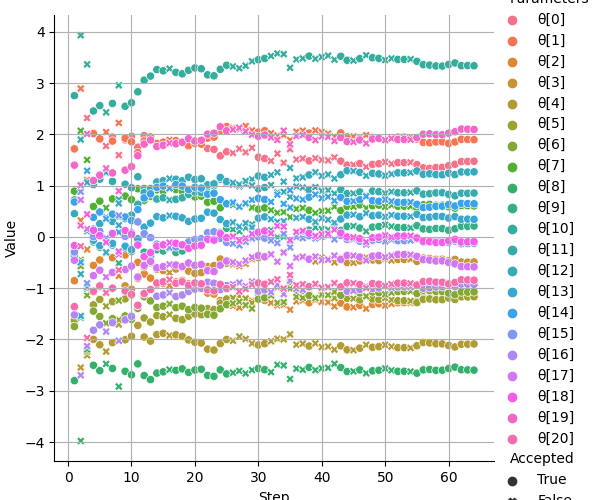 Parameters
θ[0]
θ[1]
θ[2]
θ[3]
θ[4]
θ[5]
θ[6]
θ[7]
θ[8]
θ[9]
θ[10]
θ[11]
θ[12]
θ[13]
θ[14]
θ[15]
θ[16]
θ[17]
θ[18]
θ[19]
θ[20]
Accepted
True
False
4
3
2
1
0
−1
−2
−3
−4
Value
0 10 20 30 40 50 60
Step